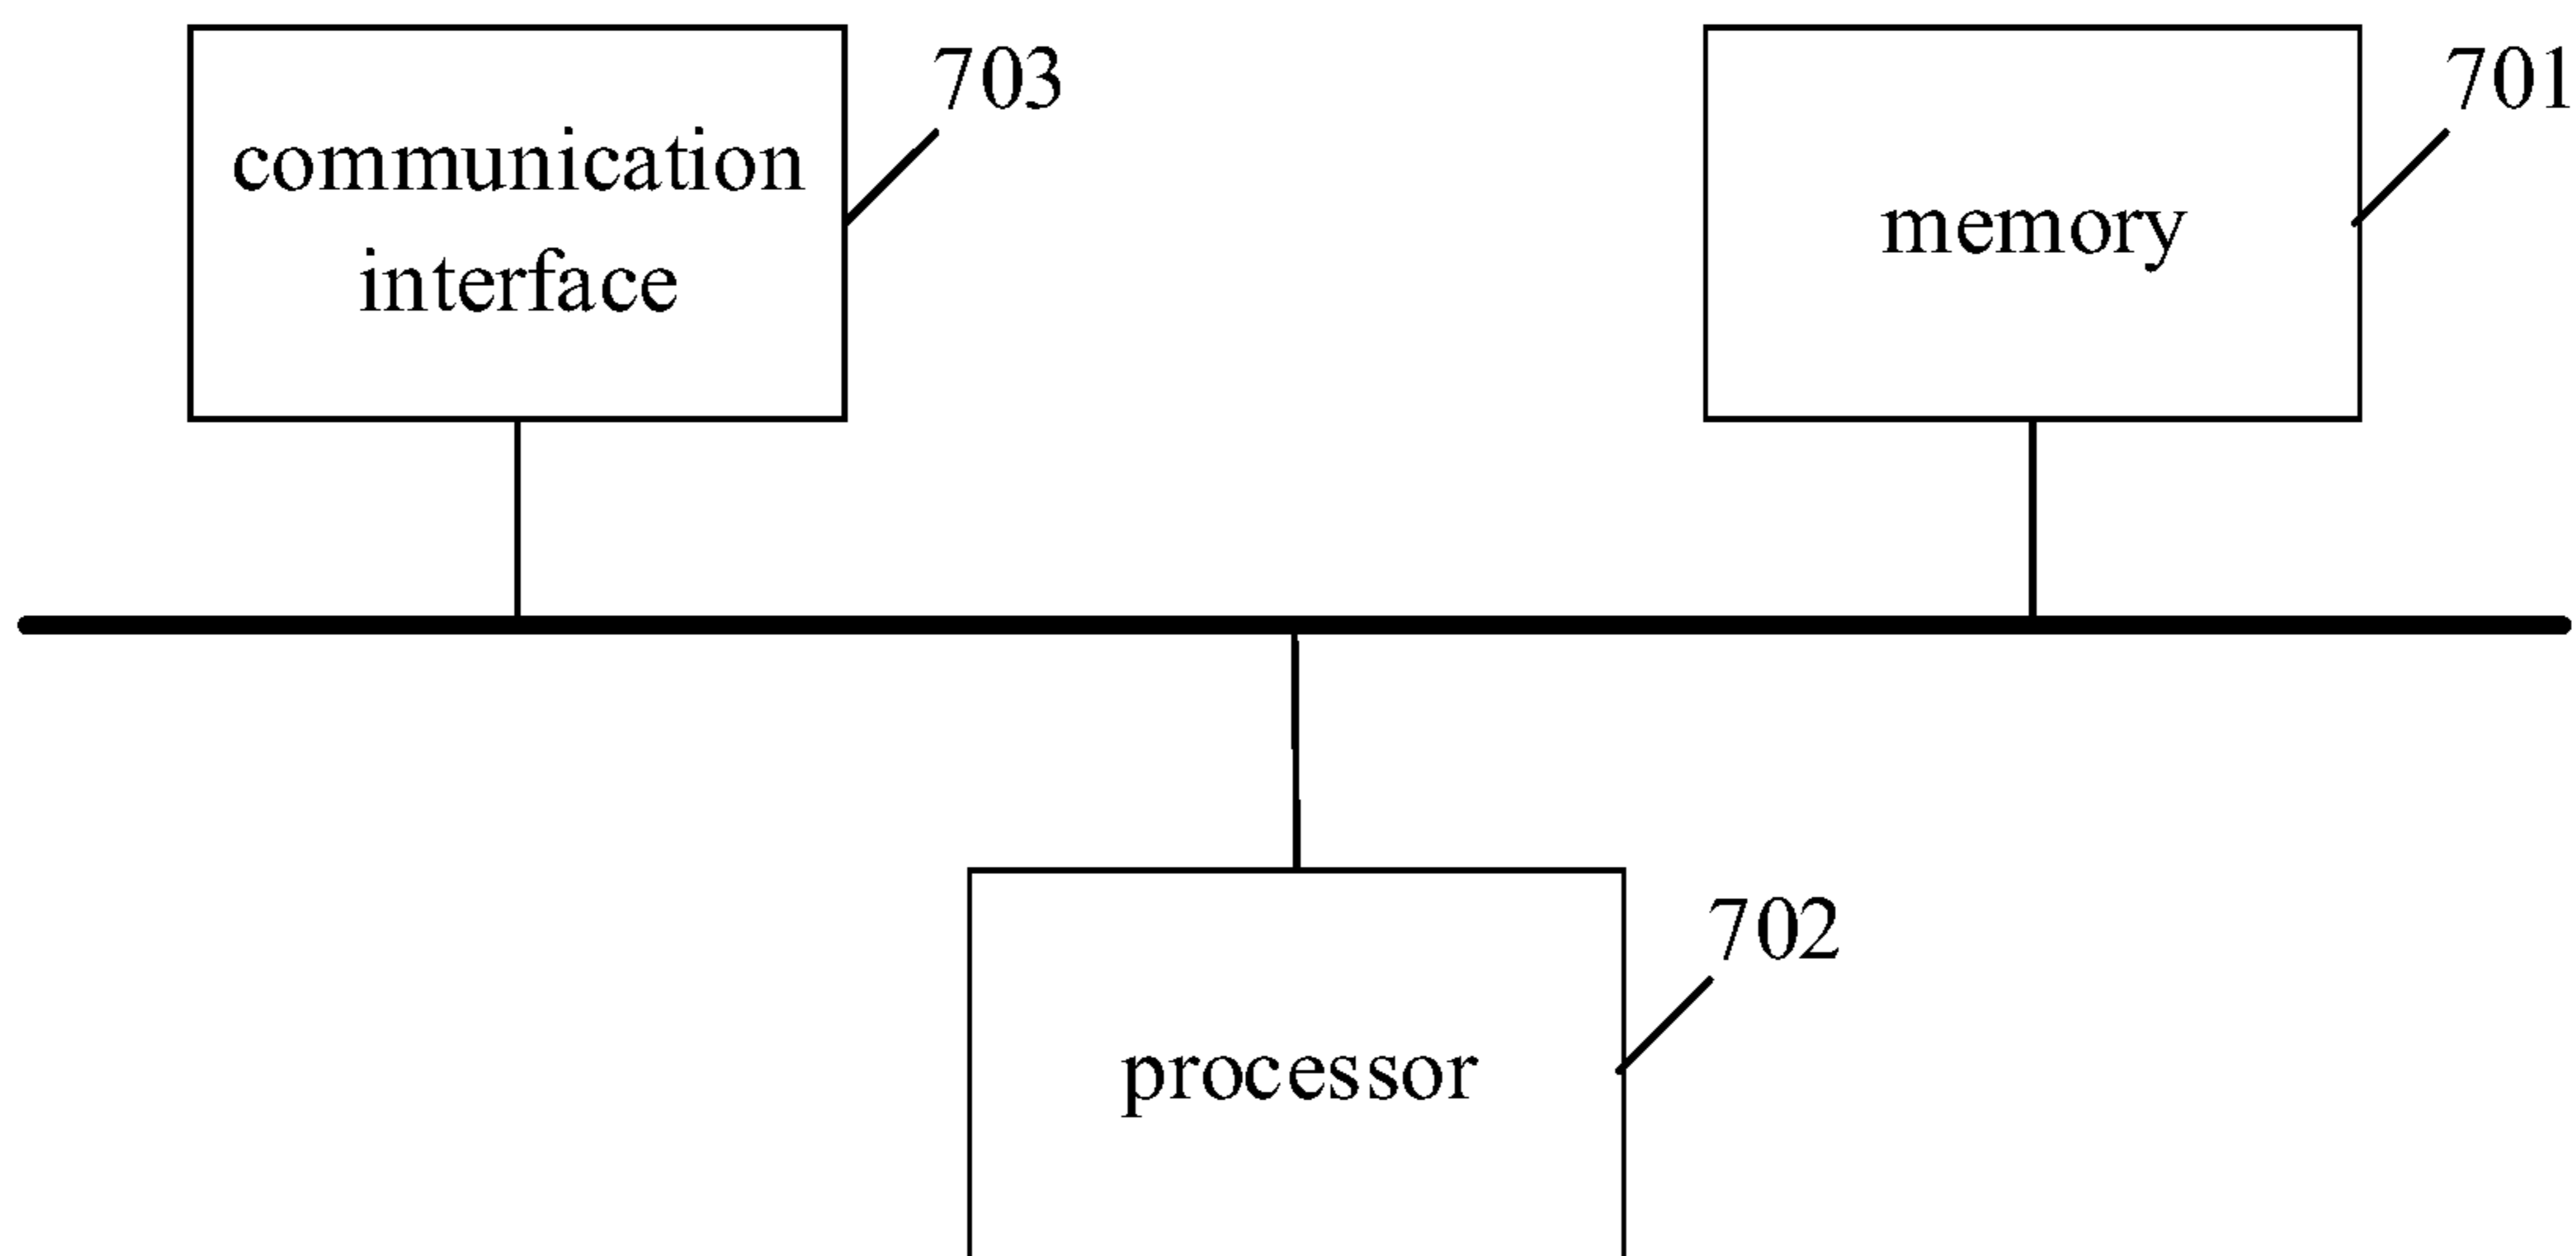 703
701
communication
interface
memory
702
processor